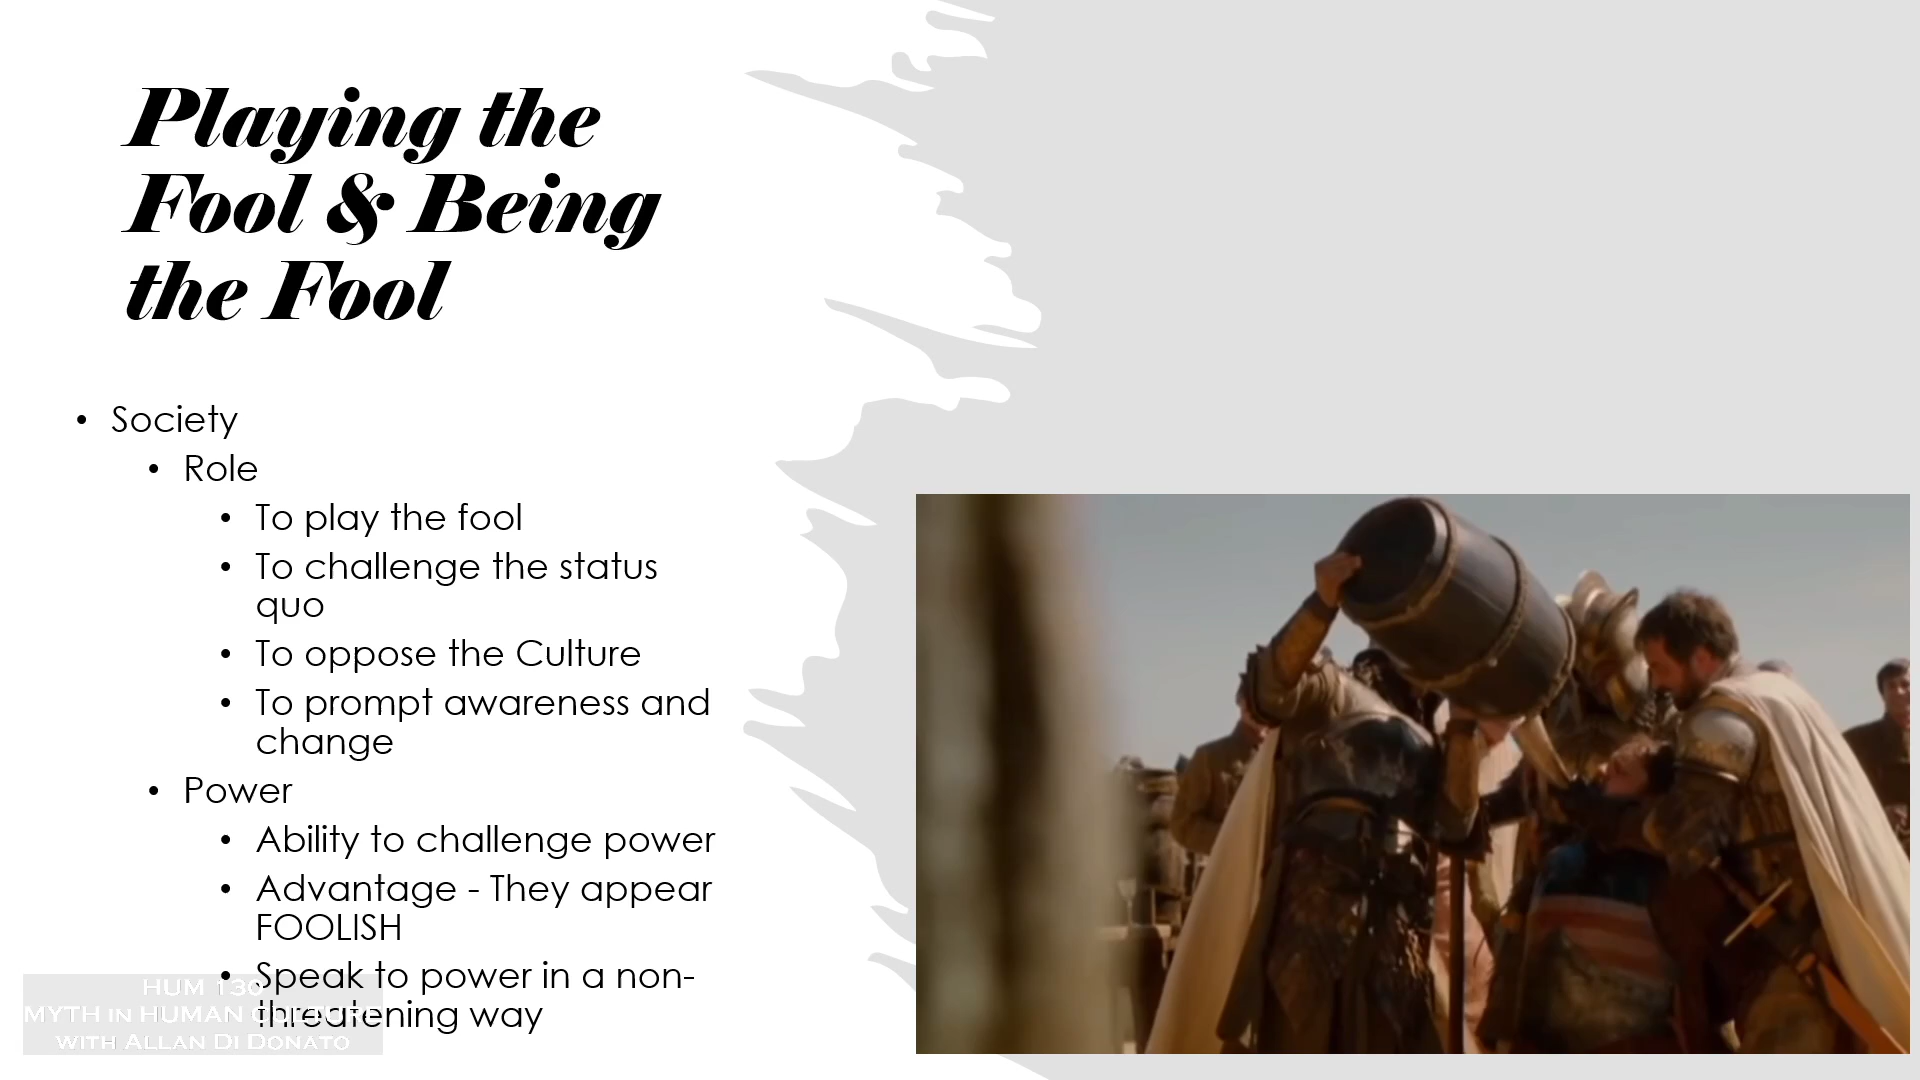 Playing the
Fool & Being
the Fool
• Society
• Role
• To play the fool
• To challenge the status
quo
• To oppose the Culture
• To prompt awareness and
change
• Power
• Ability to challenge power
• Advantage - They appear
FOOLISH
• Speak to power in a non-
threatening way
HUM 130
MYTH IN HUMAN CULTURE
WITH ALLAN DI DONATO